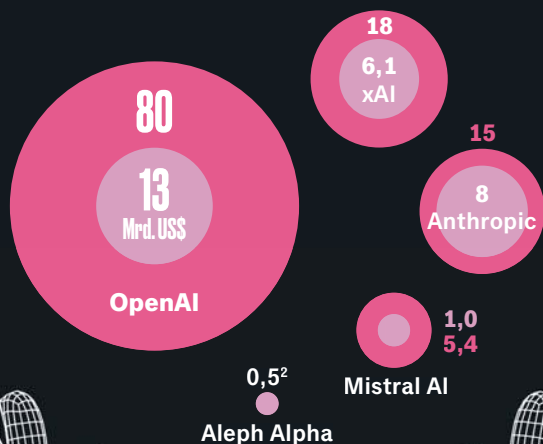 80
13
Mrd. US$
OpenAI
18
6,1
xAI
15
8
Anthropic
1,0
5,4
Mistral AI
0,5²
Aleph Alpha